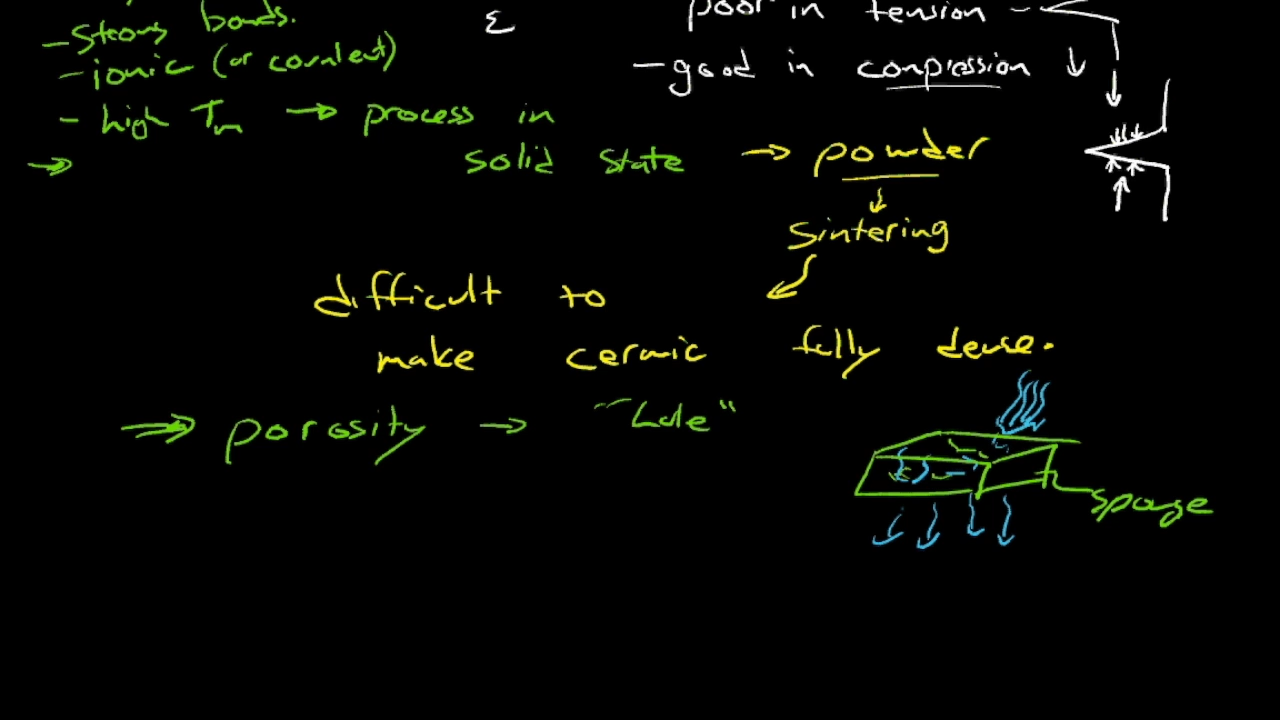 - Strong bonds.
- ionic (or covalent)
- high Tm → process in
→ solid state → powder
ε
poor in tension -
- good in compression ↓
↓
sintering
difficult to
make ceramic fully dense.
⇒ porosity → "hole"
sponge